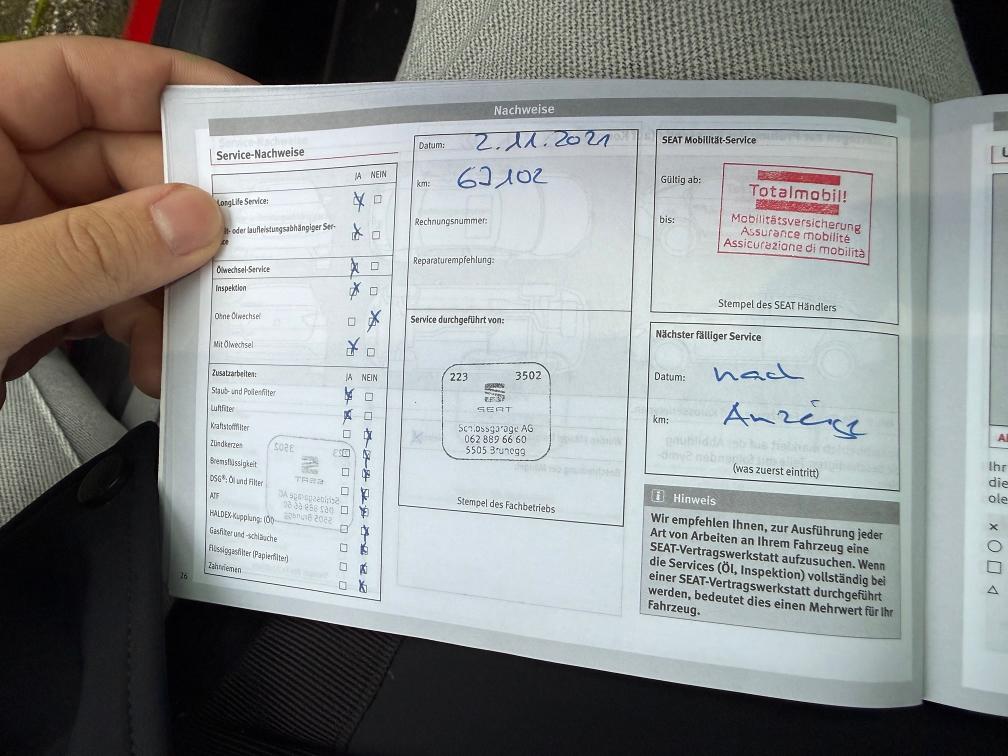 Nachweise
Service-Nachweise
JA NEIN
LongLife Service:
oder laufleistungsabhängiger Ser-
Ölwechsel-Service
Inspektion
Ohne Ölwechsel
Mit Ölwechsel
Zusatzarbeiten:
JA NEIN
Staub- und Pollenfilter
Luftfilter
Kraftstofffilter
Zündkerzen
Bremsflüssigkeit
DSG®: Öl und Filter
ATF
HALDEX-Kupplung: (Öl)
Gasfilter und -schläuche
Flüssiggasfilter (Papierfilter)
Zahnriemen
26
Datum: 2.11.2021
km: 67102
Rechnungsnummer:
Reparaturempfehlung:
Service durchgeführt von:
223 3502
SEAT
Schlossgarage AG
062 889 66 60
5505 Brunegg
Stempel des Fachbetriebs
SEAT Mobilität-Service
Gültig ab:
bis:
Totalmobil!
Mobilitätsversicherung
Assurance mobilité
Assicurazione di mobilità
Stempel des SEAT Händlers
Nächster fälliger Service
Datum: nach
km: Anzeige
(was zuerst eintritt)
i Hinweis
Wir empfehlen Ihnen, zur Ausführung jeder
Art von Arbeiten an Ihrem Fahrzeug eine
SEAT-Vertragswerkstatt aufzusuchen. Wenn
die Services (Öl, Inspektion) vollständig bei
einer SEAT-Vertragswerkstatt durchgeführt
werden, bedeutet dies einen Mehrwert für Ihr
Fahrzeug.
Ihr
die